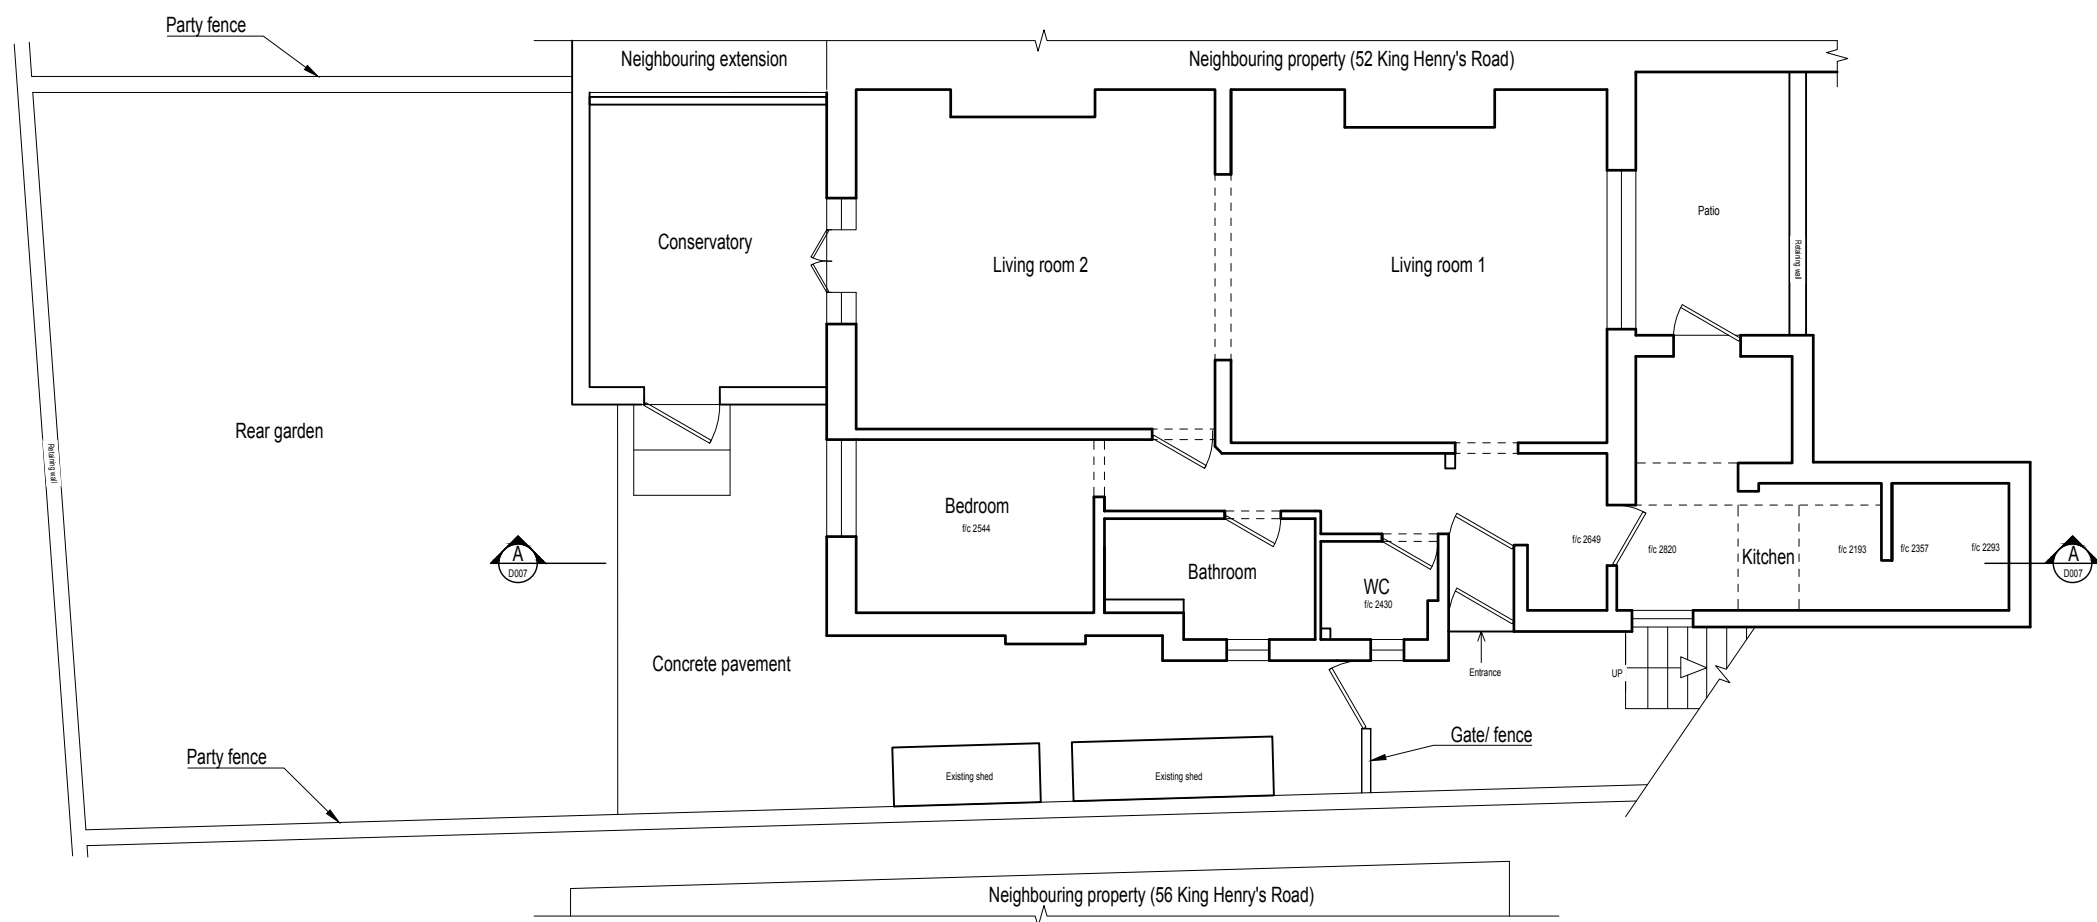 Party fence
Neighbouring extension
Neighbouring property (52 King Henry's Road)
Conservatory
Living room 2
Living room 1
Patio
Retaining wall
Rear garden
Retaining wall
Bedroom
f/c 2544
Bathroom
WC
f/c 2430
f/c 2649
f/c 2820
Kitchen
f/c 2193
f/c 2357
f/c 2293
A
D007
A
D007
Concrete pavement
Entrance
UP
Gate/ fence
Party fence
Existing shed
Existing shed
Neighbouring property (56 King Henry's Road)